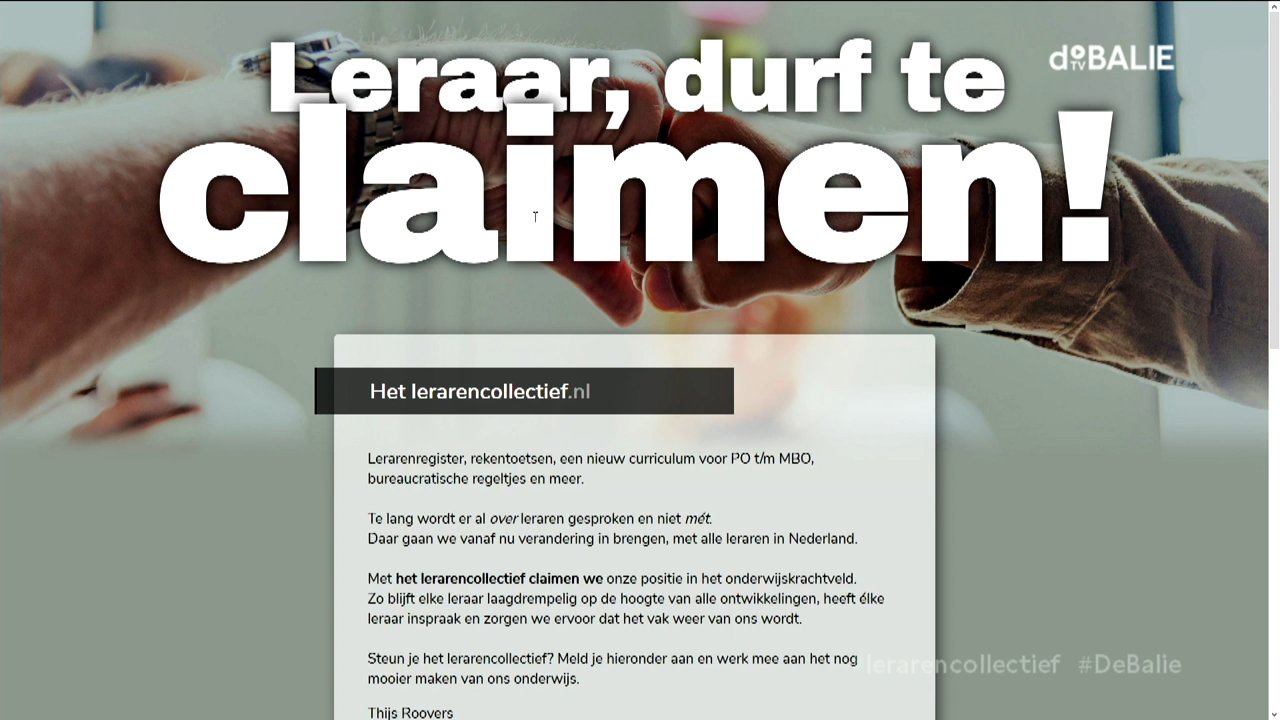 Leraar, durf te
claimen!
doBALIE
TV
Het lerarencollectief.nl
Lerarenregister, rekentoetsen, een nieuw curriculum voor PO t/m MBO,
bureaucratische regeltjes en meer.
Te lang wordt er al over leraren gesproken en niet mét.
Daar gaan we vanaf nu verandering in brengen, met alle leraren in Nederland.
Met het lerarencollectief claimen we onze positie in het onderwijskrachtveld.
Zo blijft elke leraar laagdrempelig op de hoogte van alle ontwikkelingen, heeft élke
leraar inspraak en zorgen we ervoor dat het vak weer van ons wordt.
Steun je het lerarencollectief? Meld je hieronder aan en werk mee aan het nog
mooier maken van ons onderwijs.
Thijs Roovers
lerarencollectief #DeBalie